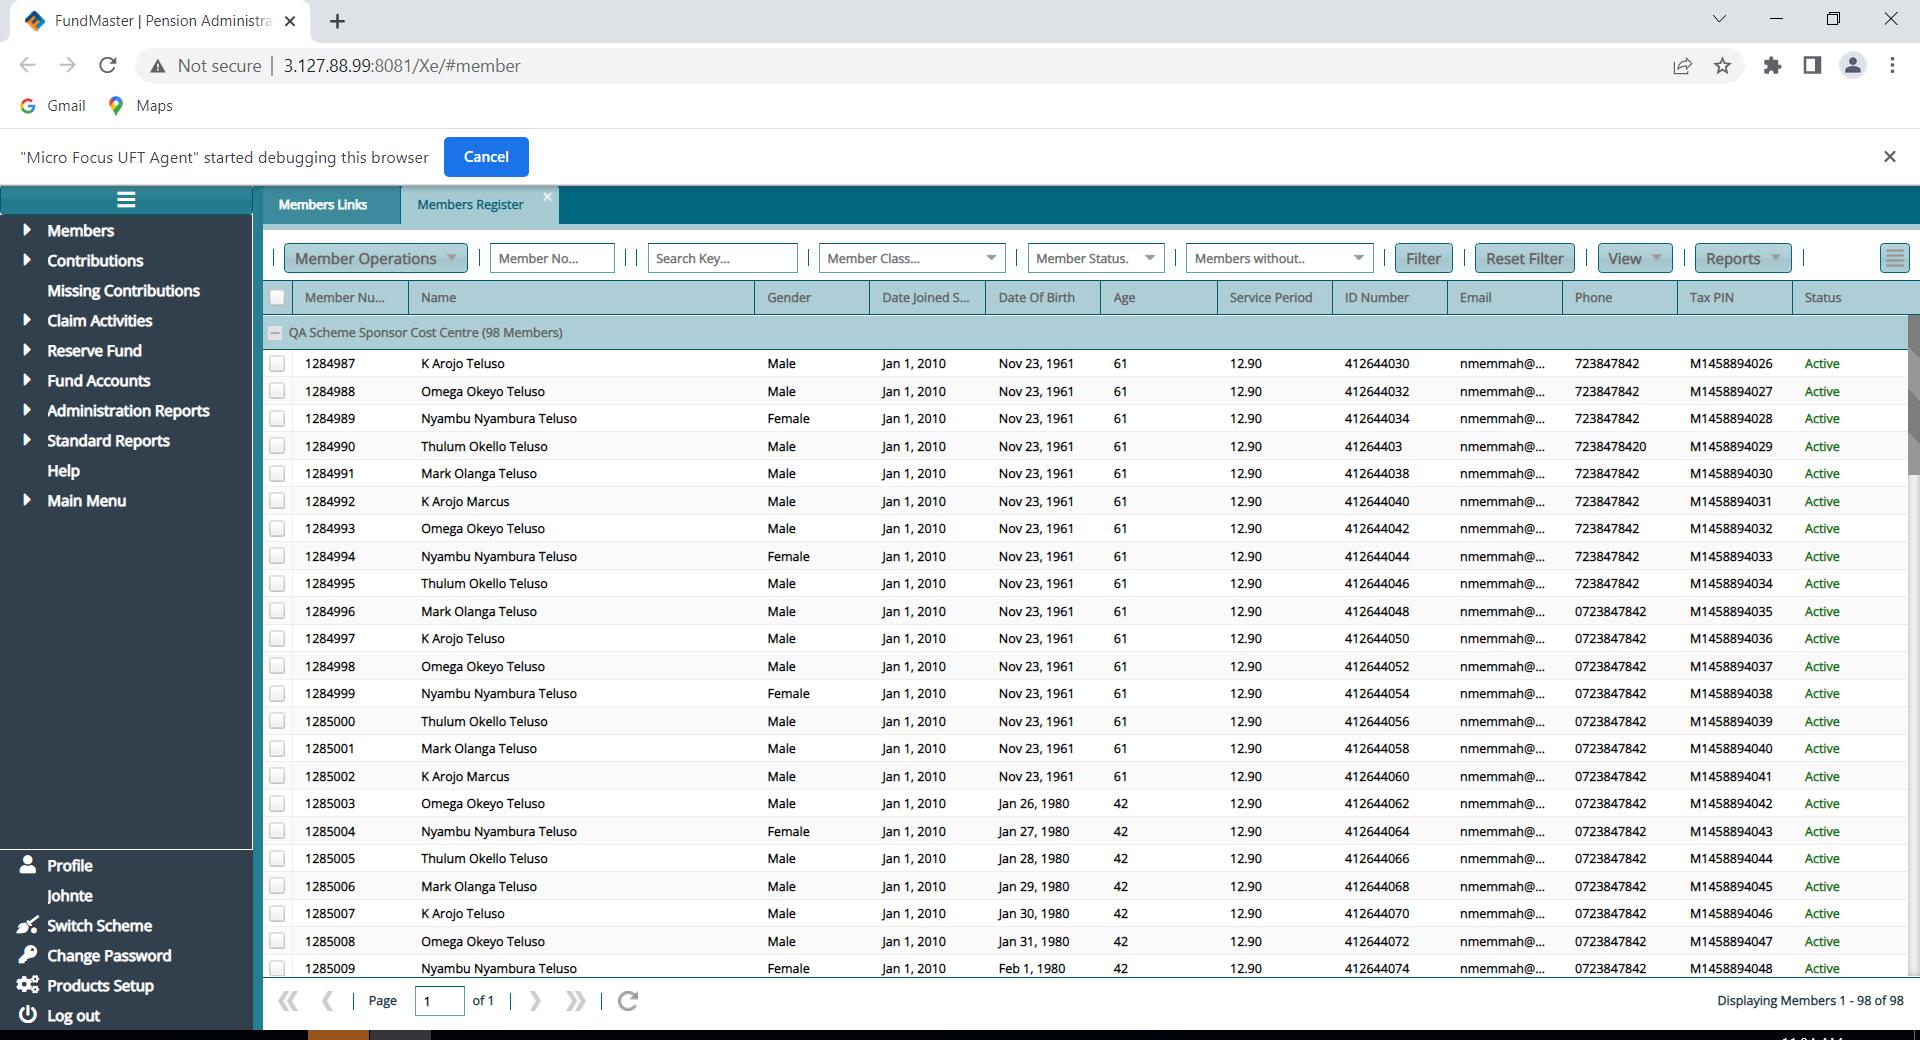 FundMaster | Pension Administra
Not secure | 3.127.88.99:8081/Xe/#member
Gmail Maps
"Micro Focus UFT Agent" started debugging this browser Cancel
Members
Contributions
Missing Contributions
Claim Activities
Reserve Fund
Fund Accounts
Administration Reports
Standard Reports
Help
Main Menu
Profile
Johnte
Switch Scheme
Change Password
Products Setup
Log out
Members Links Members Register
Member Operations Member No... Search Key... Member Class... Member Status. Members without.. Filter Reset Filter View Reports
Member Nu... Name Gender Date Joined S... Date Of Birth Age Service Period ID Number Email Phone Tax PIN Status
QA Scheme Sponsor Cost Centre (98 Members)
1284987 K Arojo Teluso Male Jan 1, 2010 Nov 23, 1961 61 12.90 412644030 nmemmah@... 723847842 M1458894026 Active
1284988 Omega Okeyo Teluso Male Jan 1, 2010 Nov 23, 1961 61 12.90 412644032 nmemmah@... 723847842 M1458894027 Active
1284989 Nyambu Nyambura Teluso Female Jan 1, 2010 Nov 23, 1961 61 12.90 412644034 nmemmah@... 723847842 M1458894028 Active
1284990 Thulum Okello Teluso Male Jan 1, 2010 Nov 23, 1961 61 12.90 41264403 nmemmah@... 7238478420 M1458894029 Active
1284991 Mark Olanga Teluso Male Jan 1, 2010 Nov 23, 1961 61 12.90 412644038 nmemmah@... 723847842 M1458894030 Active
1284992 K Arojo Marcus Male Jan 1, 2010 Nov 23, 1961 61 12.90 412644040 nmemmah@... 723847842 M1458894031 Active
1284993 Omega Okeyo Teluso Male Jan 1, 2010 Nov 23, 1961 61 12.90 412644042 nmemmah@... 723847842 M1458894032 Active
1284994 Nyambu Nyambura Teluso Female Jan 1, 2010 Nov 23, 1961 61 12.90 412644044 nmemmah@... 723847842 M1458894033 Active
1284995 Thulum Okello Teluso Male Jan 1, 2010 Nov 23, 1961 61 12.90 412644046 nmemmah@... 723847842 M1458894034 Active
1284996 Mark Olanga Teluso Male Jan 1, 2010 Nov 23, 1961 61 12.90 412644048 nmemmah@... 0723847842 M1458894035 Active
1284997 K Arojo Teluso Male Jan 1, 2010 Nov 23, 1961 61 12.90 412644050 nmemmah@... 0723847842 M1458894036 Active
1284998 Omega Okeyo Teluso Male Jan 1, 2010 Nov 23, 1961 61 12.90 412644052 nmemmah@... 0723847842 M1458894037 Active
1284999 Nyambu Nyambura Teluso Female Jan 1, 2010 Nov 23, 1961 61 12.90 412644054 nmemmah@... 0723847842 M1458894038 Active
1285000 Thulum Okello Teluso Male Jan 1, 2010 Nov 23, 1961 61 12.90 412644056 nmemmah@... 0723847842 M1458894039 Active
1285001 Mark Olanga Teluso Male Jan 1, 2010 Nov 23, 1961 61 12.90 412644058 nmemmah@... 0723847842 M1458894040 Active
1285002 K Arojo Marcus Male Jan 1, 2010 Nov 23, 1961 61 12.90 412644060 nmemmah@... 0723847842 M1458894041 Active
1285003 Omega Okeyo Teluso Male Jan 1, 2010 Jan 26, 1980 42 12.90 412644062 nmemmah@... 0723847842 M1458894042 Active
1285004 Nyambu Nyambura Teluso Female Jan 1, 2010 Jan 27, 1980 42 12.90 412644064 nmemmah@... 0723847842 M1458894043 Active
1285005 Thulum Okello Teluso Male Jan 1, 2010 Jan 28, 1980 42 12.90 412644066 nmemmah@... 0723847842 M1458894044 Active
1285006 Mark Olanga Teluso Male Jan 1, 2010 Jan 29, 1980 42 12.90 412644068 nmemmah@... 0723847842 M1458894045 Active
1285007 K Arojo Teluso Male Jan 1, 2010 Jan 30, 1980 42 12.90 412644070 nmemmah@... 0723847842 M1458894046 Active
1285008 Omega Okeyo Teluso Male Jan 1, 2010 Jan 31, 1980 42 12.90 412644072 nmemmah@... 0723847842 M1458894047 Active
1285009 Nyambu Nyambura Teluso Female Jan 1, 2010 Feb 1, 1980 42 12.90 412644074 nmemmah@... 0723847842 M1458894048 Active
Page 1 of 1 Displaying Members 1 - 98 of 98